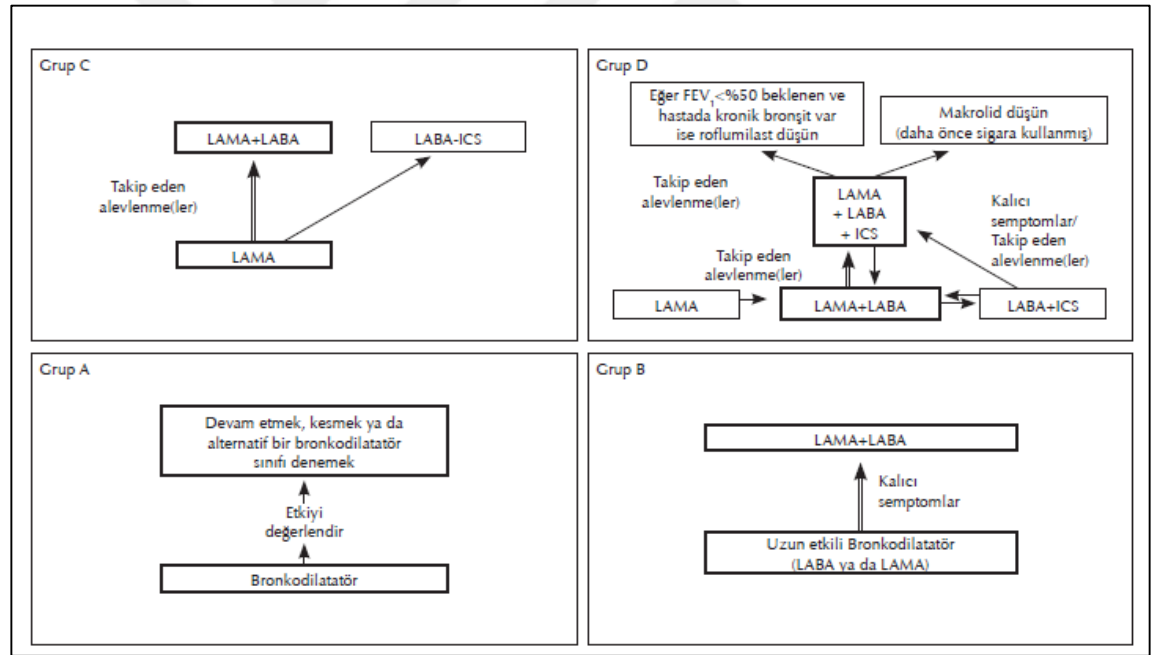 Grup C
LAMA+LABA
LABA-ICS
Takip eden
alevlenme(ler)
LAMA
Grup D
Eğer FEV1<%50 beklenen ve
hastada kronik bronşit var
ise roflumilast düşün
Makrolid düşün
(daha önce sigara kullanmış)
Takip eden
alevlenme(ler)
LAMA
+ LABA
+ ICS
Kalıcı
semptomlar/
Takip eden
alevlenme(ler)
Takip eden
alevlenme(ler)
LAMA
LAMA+LABA
LABA+ICS
Grup A
Devam etmek, kesmek ya da
alternatif bir bronkodilatatör
sınıfı denemek
Etkiyi
değerlendir
Bronkodilatatör
Grup B
LAMA+LABA
Kalıcı
semptomlar
Uzun etkili Bronkodilatatör
(LABA ya da LAMA)